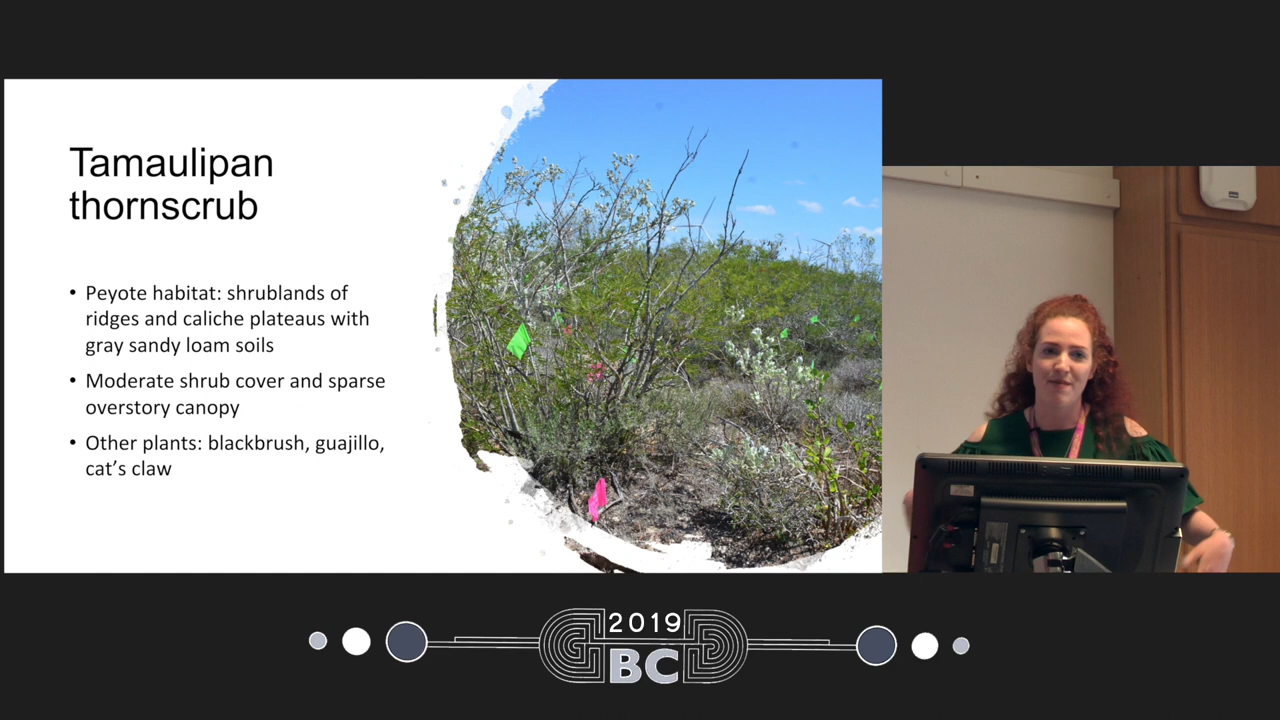 Tamaulipan
thornscrub
• Peyote habitat: shrublands of
ridges and caliche plateaus with
gray sandy loam soils
• Moderate shrub cover and sparse
overstory canopy
• Other plants: blackbrush, guajillo,
cat's claw
2019
BC